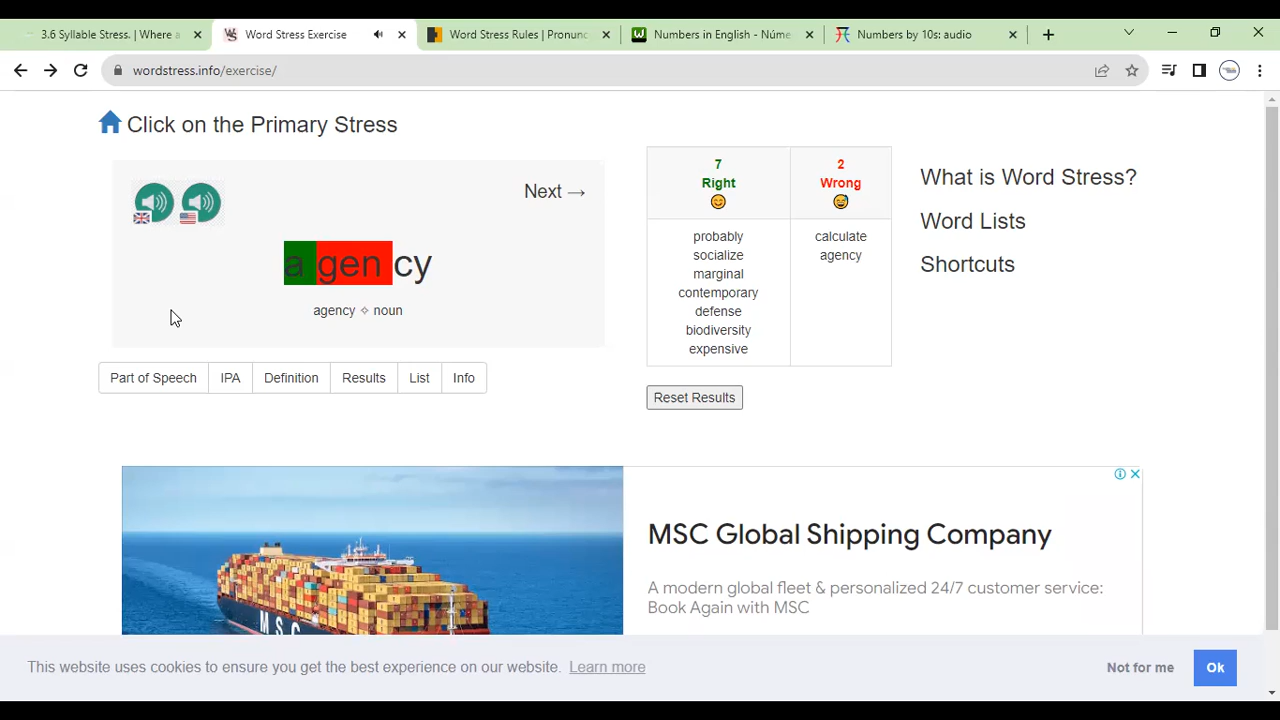 3.6 Syllable Stress. | Where a
Word Stress Exercise
Word Stress Rules | Pronunc
Numbers in English - Núme
Numbers by 10s: audio
wordstress.info/exercise/
Click on the Primary Stress
Next →
a gen cy
agency ✧ noun
Part of Speech
IPA
Definition
Results
List
Info
7
Right
2
Wrong
probably
socialize
marginal
contemporary
defense
biodiversity
expensive
calculate
agency
Reset Results
What is Word Stress?
Word Lists
Shortcuts
MSC
MSC Global Shipping Company
A modern global fleet & personalized 24/7 customer service:
Book Again with MSC
This website uses cookies to ensure you get the best experience on our website. Learn more
Not for me
Ok